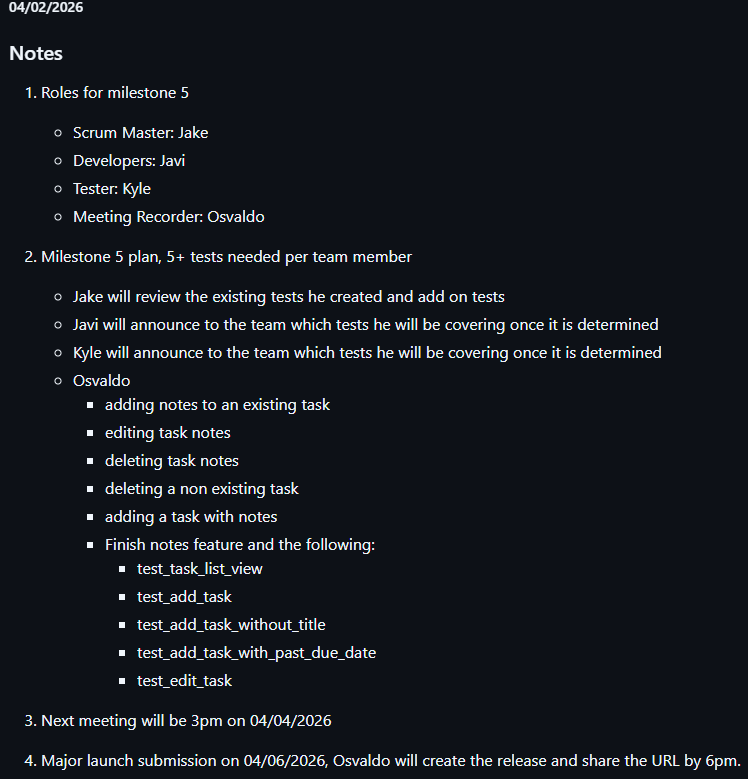 04/02/2026
Notes
1. Roles for milestone 5
Scrum Master: Jake
Developers: Javi
Tester: Kyle
Meeting Recorder: Osvaldo
2. Milestone 5 plan, 5+ tests needed per team member
Jake will review the existing tests he created and add on tests
Javi will announce to the team which tests he will be covering once it is determined
Kyle will announce to the team which tests he will be covering once it is determined
Osvaldo
adding notes to an existing task
editing task notes
deleting task notes
deleting a non existing task
adding a task with notes
Finish notes feature and the following:
test_task_list_view
test_add_task
test_add_task_without_title
test_add_task_with_past_due_date
test_edit_task
3. Next meeting will be 3pm on 04/04/2026
4. Major launch submission on 04/06/2026, Osvaldo will create the release and share the URL by 6pm.